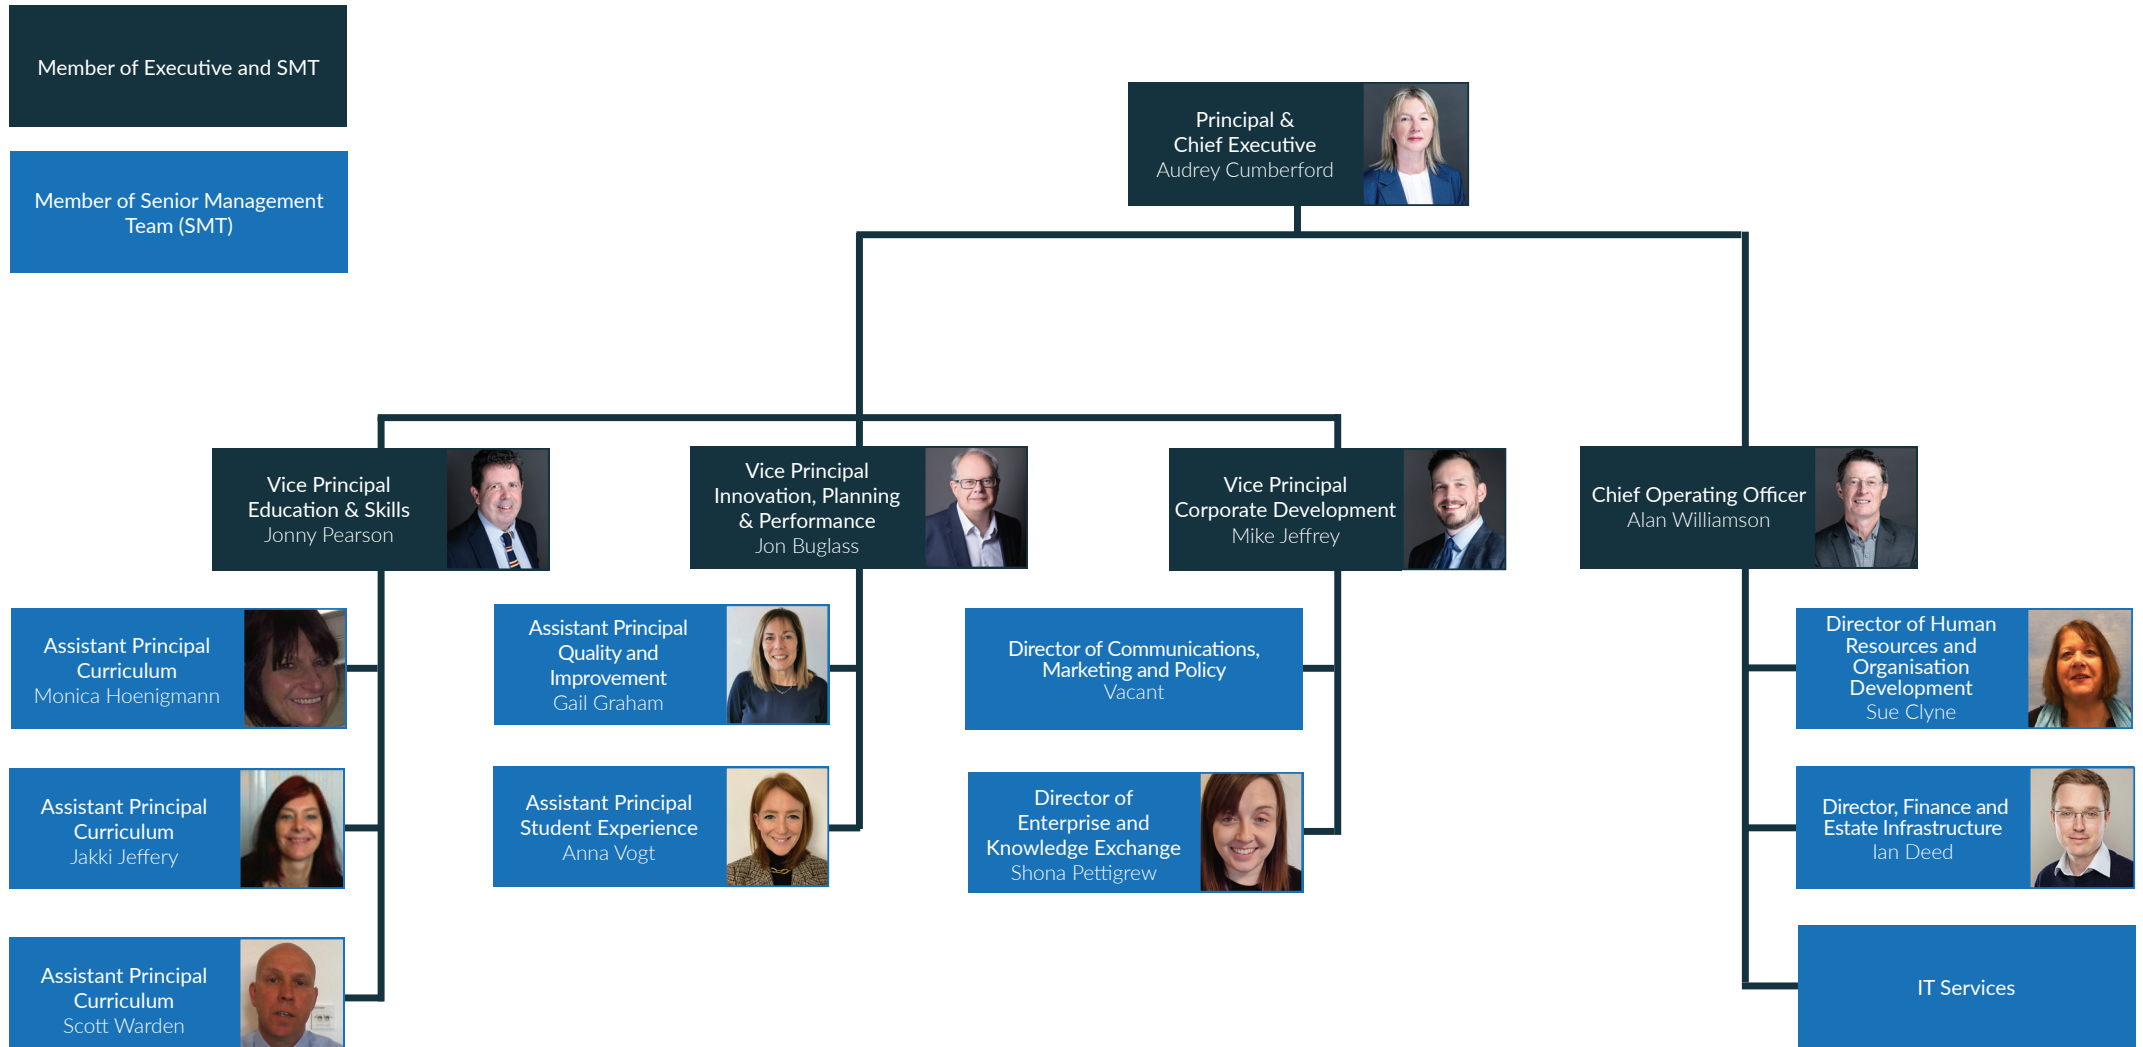 Member of Executive and SMT
Member of Senior Management
Team (SMT)
Principal &
Chief Executive
Audrey Cumberford
Vice Principal
Education & Skills
Jonny Pearson
Vice Principal
Innovation, Planning
& Performance
Jon Buglass
Vice Principal
Corporate Development
Mike Jeffrey
Chief Operating Officer
Alan Williamson
Assistant Principal
Curriculum
Monica Hoenigmann
Assistant Principal
Quality and
Improvement
Gail Graham
Director of Communications,
Marketing and Policy
Vacant
Director of Human
Resources and
Organisation
Development
Sue Clyne
Assistant Principal
Curriculum
Jakki Jeffery
Assistant Principal
Student Experience
Anna Vogt
Director of
Enterprise and
Knowledge Exchange
Shona Pettigrew
Director, Finance and
Estate Infrastructure
Ian Deed
Assistant Principal
Curriculum
Scott Warden
IT Services